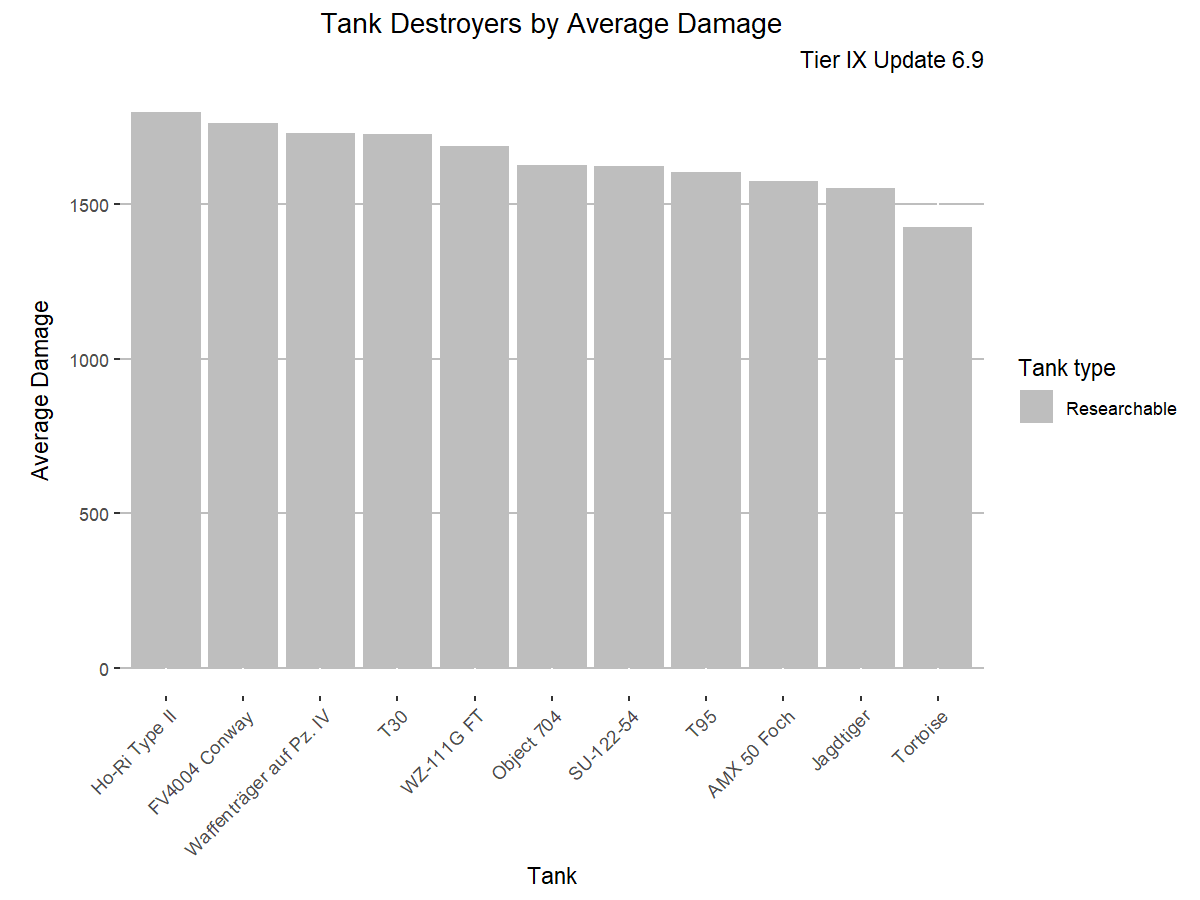 Tank Destroyers by Average Damage
Tier IX Update 6.9
Average Damage
1500
1000
500
0
Ho-Ri Type II
FV4004 Conway
Waffenträger auf Pz. IV
T30
WZ-111G FT
Object 704
SU-122-54
T95
AMX 50 Foch
Jagdtiger
Tortoise
Tank
Tank type
Researchable